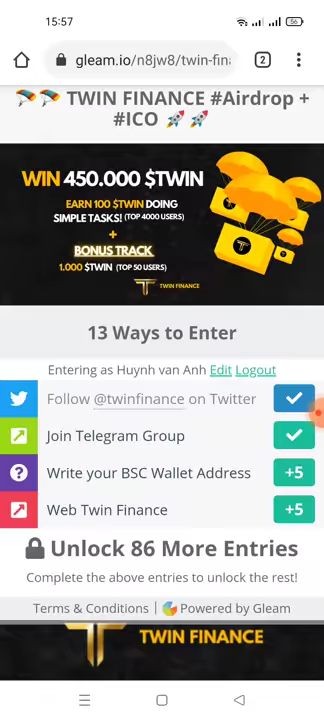 15:57
56
gleam.io/n8jw8/twin-fin
2
🪂🪂 TWIN FINANCE #Airdrop +
#ICO 🚀🚀
WIN 450.000 $TWIN
EARN 100 $TWIN DOING
SIMPLE TASKS! (TOP 4000 USERS)
+
BONUS TRACK
1.000 $TWIN (TOP 50 USERS)
TWIN FINANCE
13 Ways to Enter
Entering as Huynh van Anh Edit Logout
Follow @twinfinance on Twitter
Join Telegram Group
Write your BSC Wallet Address +5
Web Twin Finance +5
Unlock 86 More Entries
Complete the above entries to unlock the rest!
Terms & Conditions | Powered by Gleam
TWIN FINANCE